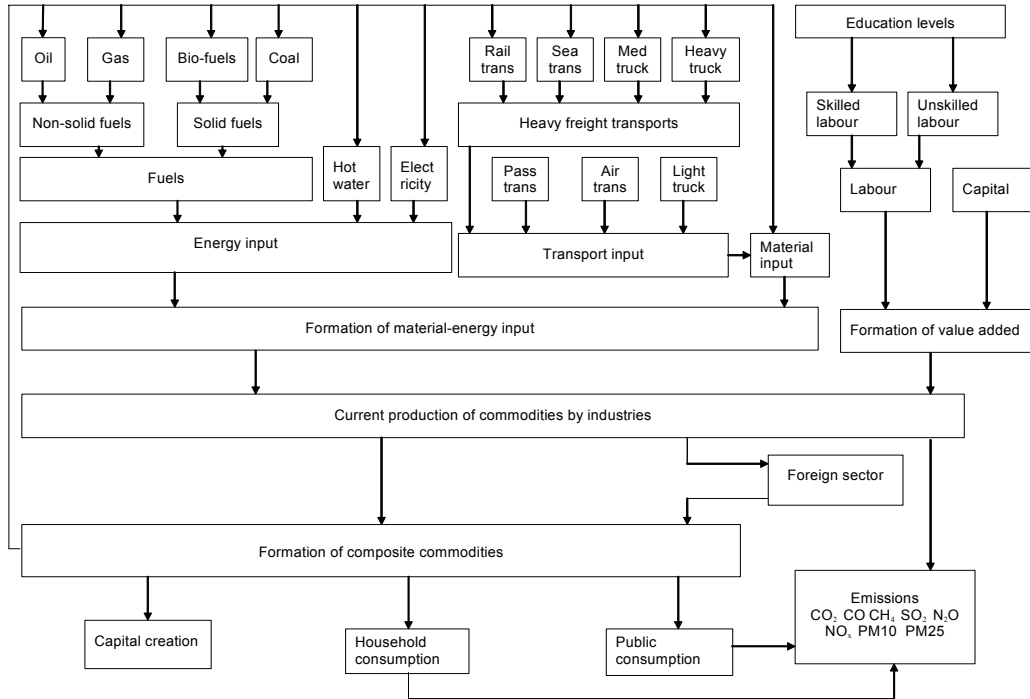 Education levels
Oil
Gas
Bio-fuels
Coal
Rail
trans
Sea
trans
Med
truck
Heavy
truck
Non-solid fuels
Solid fuels
Heavy freight transports
Skilled
labour
Unskilled
labour
Fuels
Hot
water
Elect
ricity
Pass
trans
Air
trans
Light
truck
Labour
Capital
Energy input
Transport input
Material
input
Formation of material-energy input
Formation of value added
Current production of commodities by industries
Foreign sector
Formation of composite commodities
Capital creation
Household
consumption
Public
consumption
Emissions
CO₂ CO CH₄ SO₂ N₂O
NOₓ PM10 PM25